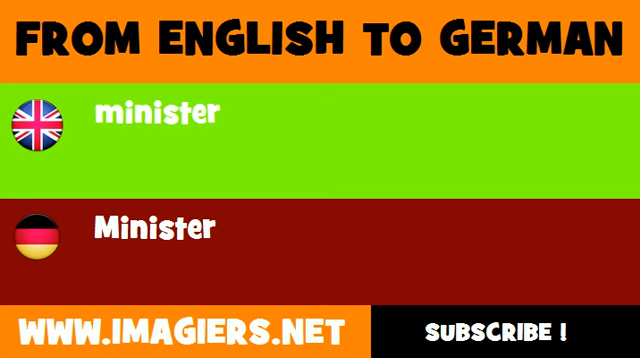 FROM ENGLISH TO GERMAN
minister
Minister
WWW.IMAGIERS.NET
SUBSCRIBE !